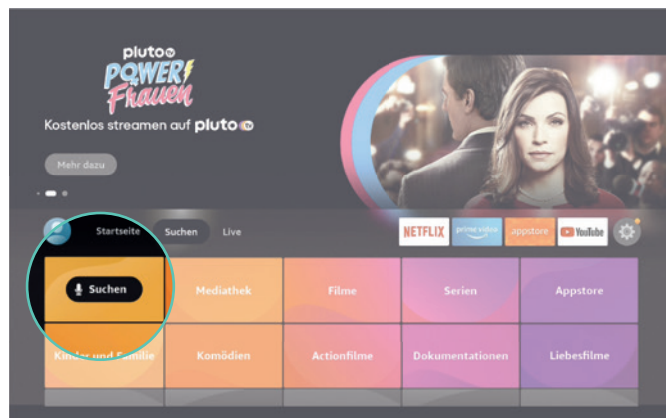 pluto tv
POWER
Frauen
Kostenlos streamen auf pluto tv
Mehr dazu
Startseite Suchen Live NETFLIX prime video appstore YouTube
Suchen Mediathek Filme Serien Appstore
Kinder und Familie Komödien Actionfilme Dokumentationen Liebesfilme